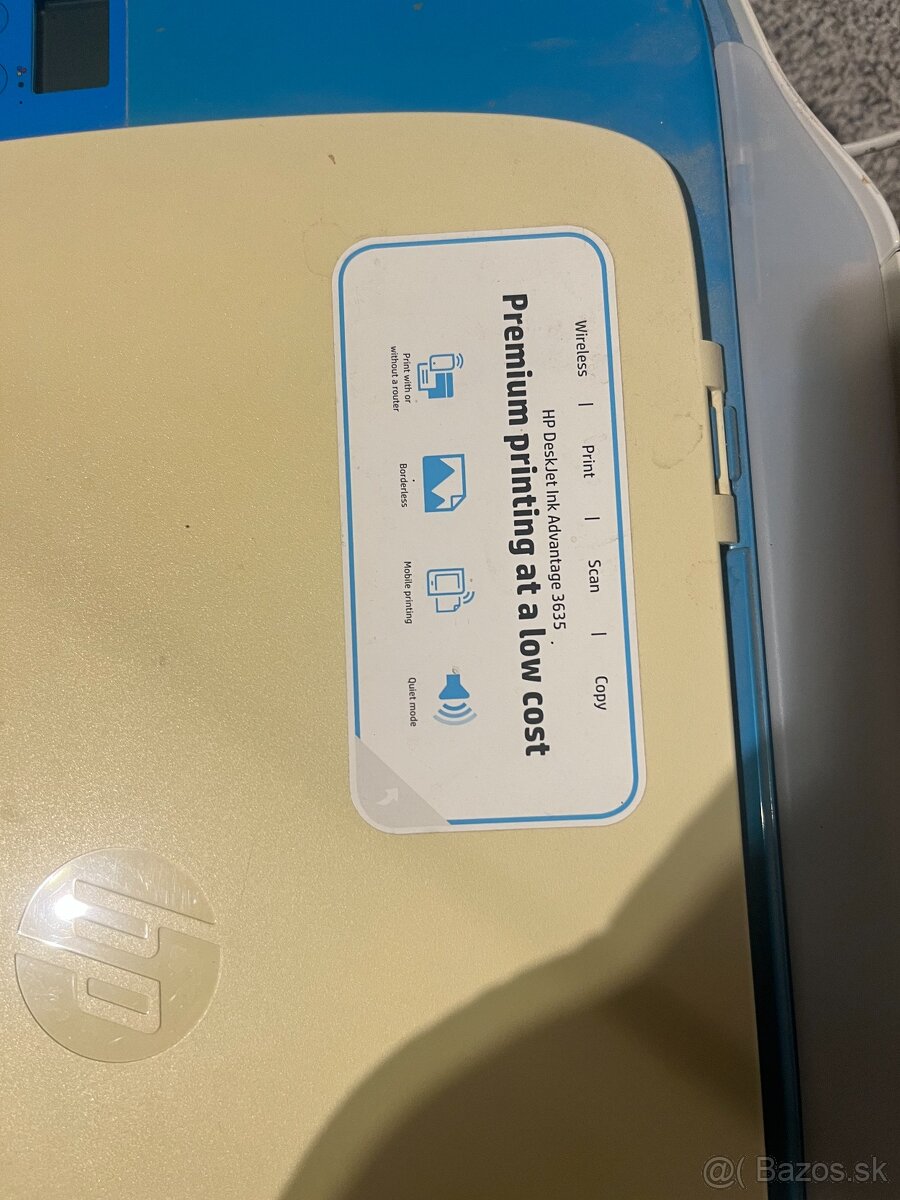 Wireless | Print | Scan | Copy
HP DeskJet Ink Advantage 3635
Premium printing at a low cost
Print with or
without a router
Borderless
Mobile printing
Quiet mode
hp
@( Bazos.sk